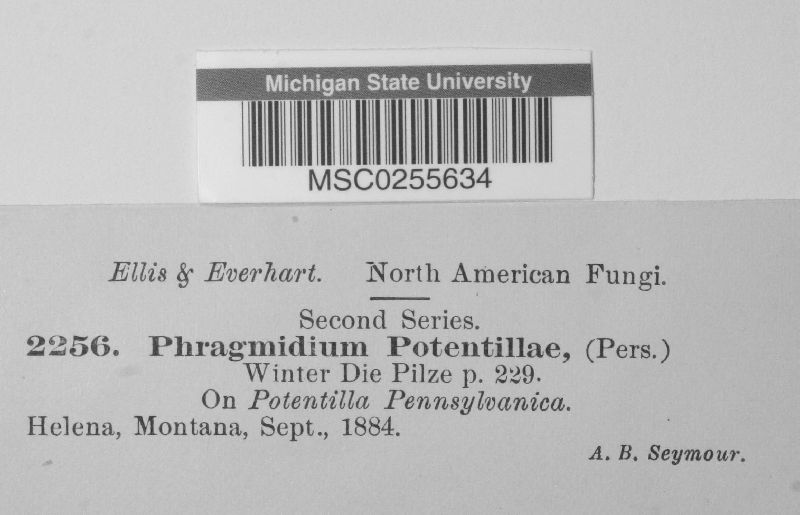 Michigan State University
MSC0255634
Ellis & Everhart. North American Fungi.
Second Series.
2256. Phragmidium Potentillae, (Pers.)
Winter Die Pilze p. 229.
On Potentilla Pennsylvanica.
Helena, Montana, Sept., 1884.
A. B. Seymour.